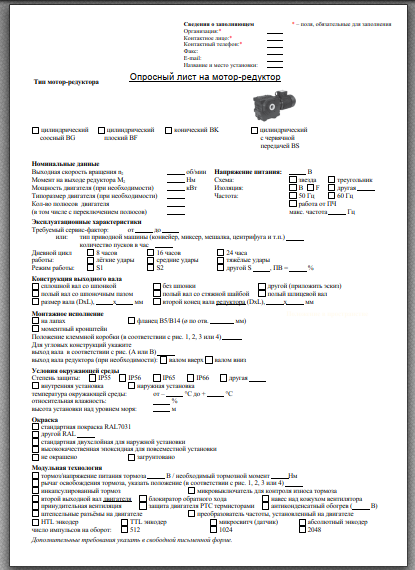 Сведения о заполняющем * – поля, обязательные для заполнения
Организация:*
Контактное лицо:*
Контактный телефон:*
Факс:
E-mail:
Название и место установки:
Опросный лист на мотор-редуктор
Тип мотор-редуктора
цилиндрический соосный BG
цилиндрический плоский BF
конический BK
цилиндрический с червячной передачей BS
Номинальные данные
Выходная скорость вращения n2 об/мин
Момент на выходе редуктора M2 Нм
Мощность двигателя (при необходимости) кВт
Типоразмер двигателя (при необходимости)
Кол-во полюсов двигателя
(в том числе с переключением полюсов)
Напряжение питания: В
Схема: звезда треугольник
Изоляция: B F другая
Частота: 50 Гц 60 Гц
работа от ПЧ
макс. частота Гц
Эксплуатационные характеристики
Требуемый сервис-фактор: от до
или: тип приводной машины (конвейер, миксер, мешалка, центрифуга и т.п.)
количество пусков в час
Дневной цикл 8 часов 16 часов 24 часа
работы: лёгкие удары средние удары тяжёлые удары
Режим работы S1 S2 другой S , ПВ = %
Конструкция выходного вала
сплошной вал со шпонкой без шпонки другой (приложить эскиз)
полый вал со шпоночным пазом полый вал со стяжной шайбой полый шлицевой вал
размер вала (DxL), x мм второй конец вала редуктора (DxL), x мм
Монтажное исполнение
на лапах фланец B5/B14 (⌀ по отв. мм)
моментный кронштейн
Положение клеммной коробки (в соответствие с рис. 1, 2, 3 или 4)
Для угловых конструкций укажите
выход вала в соответствие с рис. (A или B)
выход вала редуктора (при необходимости): валом вверх валом вниз
Условия окружающей среды
Степень защиты: IP55 IP56 IP65 IP66 другая
внутренняя установка наружная установка
температура окружающей среды: от – °C до + °C
относительная влажность: %
высота установки над уровнем моря: м
Окраска
стандартная покраска RAL7031
другой RAL
стандартная двухслойная для наружной установки
высококачественная эпоксидная для повсеместной установки
не окрашено загрунтовано
Модульная технология
тормоз/напряжение питания тормоза В / необходимый тормозной момент Нм
рычаг освобождения тормоза, указать положение (в соответствии с рис. 1, 2, 3 или 4)
инкапсулированный тормоз микровыключатель для контроля износа тормоза
второй выходной вал двигателя блокиратор обратного хода навес над кожухом вентилятора
принудительная вентиляция защита двигателя PTC термисторами антиконденсатный обогрев ( В)
штепсельные разъёмы на двигателе преобразователь частоты, установленный на двигателе
HTL энкодер TTL энкодер микросвитч (датчик) абсолютный энкодер
число импульсов на оборот: 512 1024 2048
Дополнительные требования указать в свободной письменной форме.